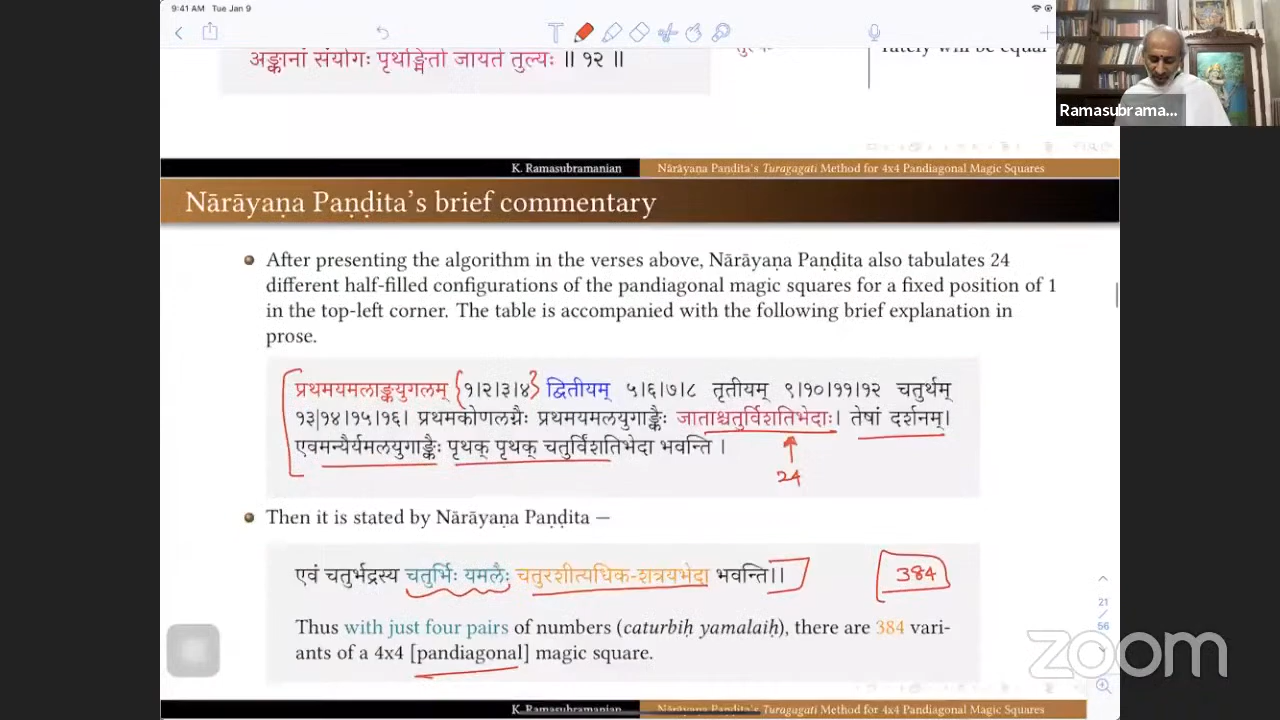 9:41 AM Tue Jan 9
अङ्कानां संयोगः पृथङ्मितो जायते तुल्यः ॥ १२ ॥
rately will be equal
Ramasubrama...
K. Ramasubramanian
Nārāyaṇa Paṇḍita's Turagagati Method for 4x4 Pandiagonal Magic Squares
Nārāyaṇa Paṇḍita's brief commentary
After presenting the algorithm in the verses above, Nārāyaṇa Paṇḍita also tabulates 24
different half-filled configurations of the pandiagonal magic squares for a fixed position of 1
in the top-left corner. The table is accompanied with the following brief explanation in
prose.
प्रथमयमलाङ्कयुगलम् {१।२।३।४} द्वितीयम् ५।६।७।८ तृतीयम् ९।१०।११।१२ चतुर्थम्
१३|१४।१५।१६। प्रथमकोणलग्नैः प्रथमयमलयुगाङ्कैः जाताश्चतुर्विंशतिभेदाः। तेषां दर्शनम्।
एवमन्यैर्यमलयुगाङ्कैः पृथक् पृथक् चतुर्विंशतिभेदा भवन्ति ।
24
Then it is stated by Nārāyaṇa Paṇḍita —
एवं चतुर्भद्रस्य चतुर्भिः यमलैः चतुरशीत्यधिक-शत्रयभेदा भवन्ति।।
384
Thus with just four pairs of numbers (caturbiḥ yamalaiḥ), there are 384 vari-
ants of a 4x4 [pandiagonal] magic square.
21
/
56
zoom
K. Ramasubramanian
Nārāyaṇa Paṇḍita's Turagagati Method for 4x4 Pandiagonal Magic Squares